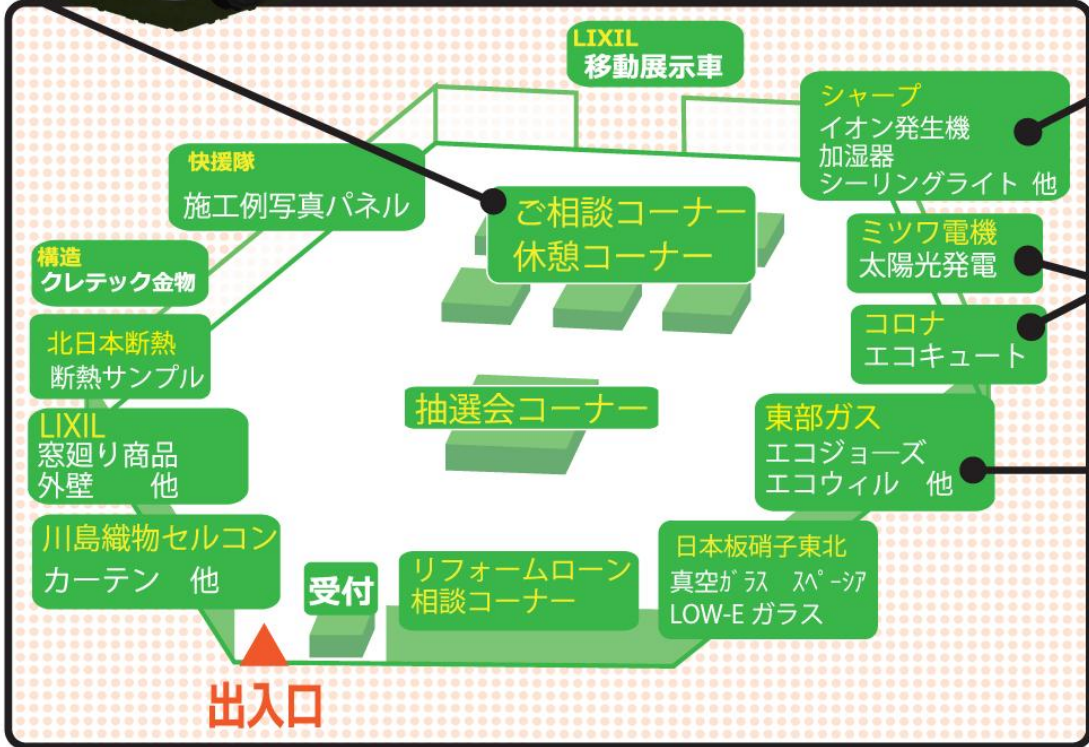 LIXIL
移動展示車
シャープ
イオン発生機
加湿器
シーリングライト 他
快援隊
施工例写真パネル
ご相談コーナー
休憩コーナー
ミツワ電機
太陽光発電
構造
クレテック金物
コロナ
エコキュート
北日本断熱
断熱サンプル
抽選会コーナー
東部ガス
エコジョーズ
エコウィル 他
LIXIL
窓廻り商品
外壁 他
川島織物セルコン
カーテン 他
受付
リフォームローン
相談コーナー
日本板硝子東北
真空ガラス スペーシア
LOW-E ガラス
出入口